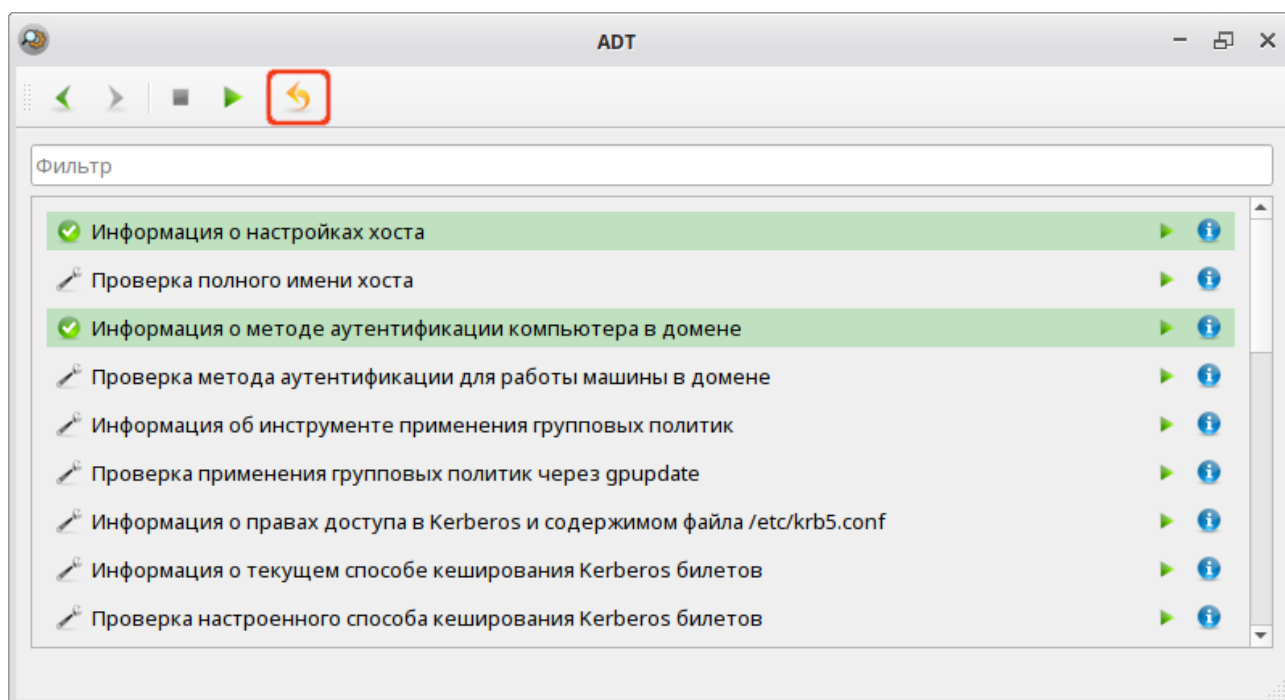 ADT
Фильтр
Информация о настройках хоста
Проверка полного имени хоста
Информация о методе аутентификации компьютера в домене
Проверка метода аутентификации для работы машины в домене
Информация об инструменте применения групповых политик
Проверка применения групповых политик через gpupdate
Информация о правах доступа в Kerberos и содержимом файла /etc/krb5.conf
Информация о текущем способе кеширования Kerberos билетов
Проверка настроенного способа кеширования Kerberos билетов